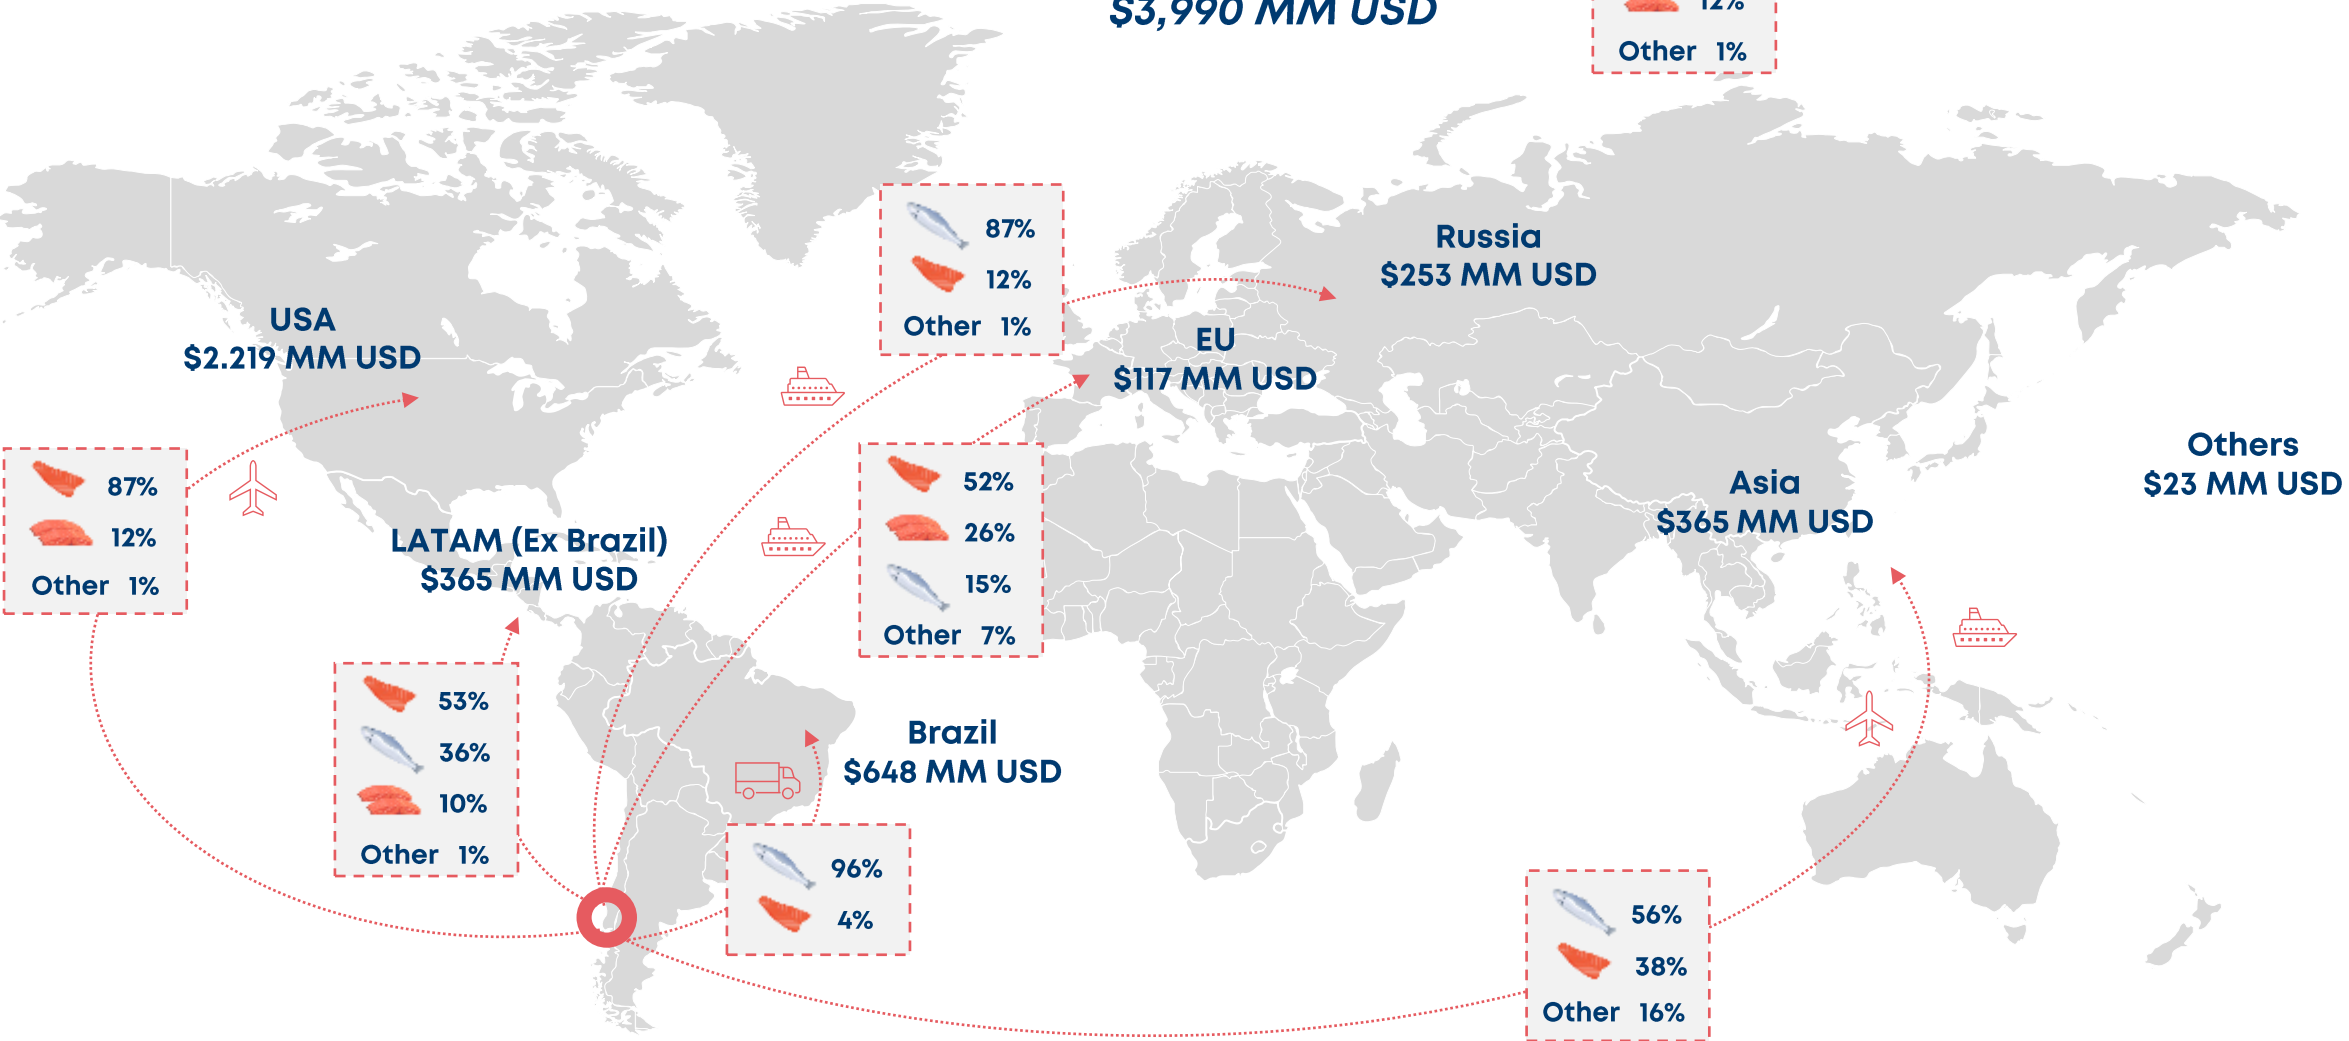 $3,990 MM USD
12%
Other 1%
87%
12%
Other 1%
Russia
$253 MM USD
USA
$2.219 MM USD
EU
$117 MM USD
87%
12%
Other 1%
52%
26%
15%
Other 7%
Others
$23 MM USD
Asia
$365 MM USD
LATAM (Ex Brazil)
$365 MM USD
53%
36%
10%
Other 1%
Brazil
$648 MM USD
96%
4%
56%
38%
Other 16%